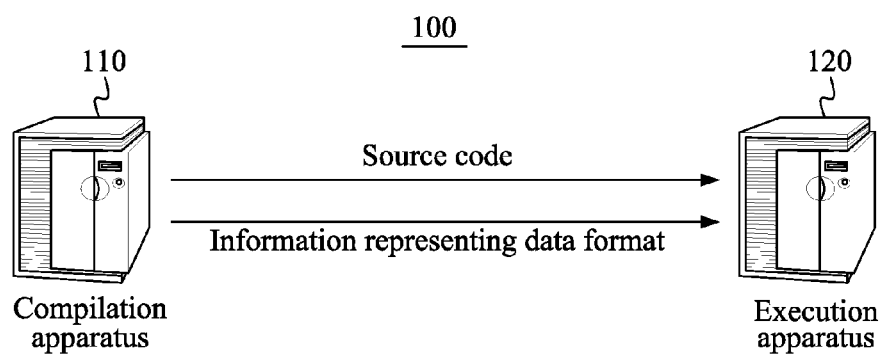 100
110
120
Source code
Information representing data format
Compilation
apparatus
Execution
apparatus